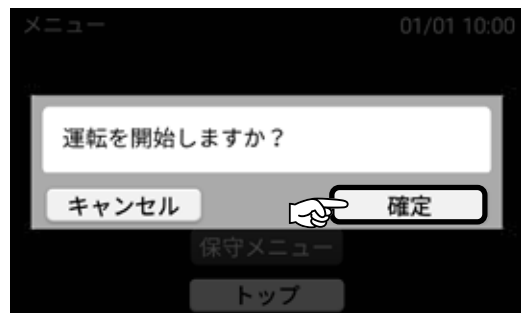 メニュー 01/01 10:00
運転を開始しますか？
キャンセル 確定
保守メニュー
トップ